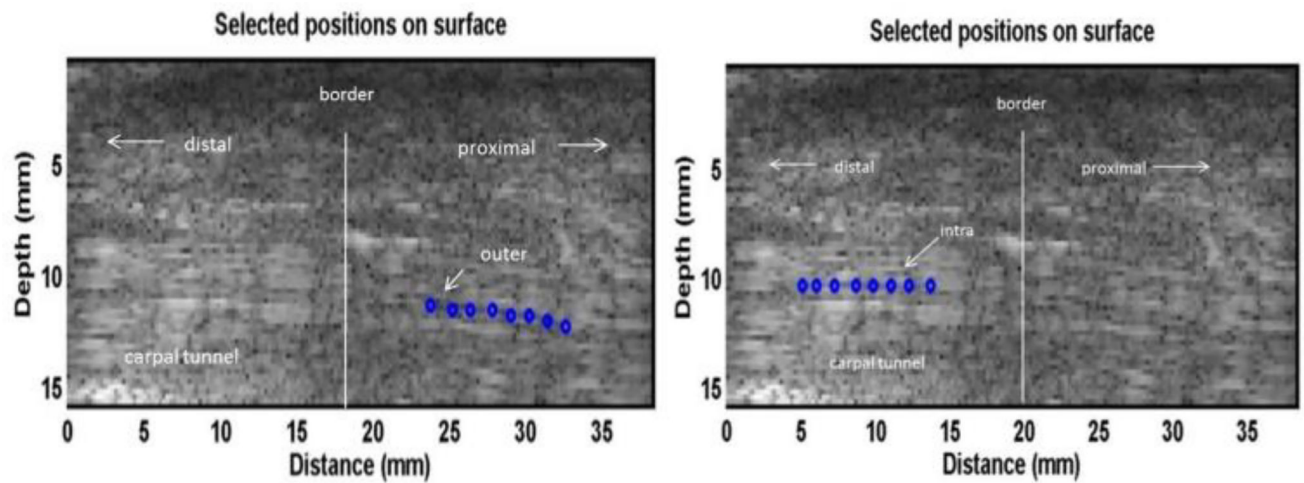 Selected positions on surface
border
distal
proximal
outer
carpal tunnel
Depth (mm)
5
10
15
0 5 10 15 20 25 30 35
Distance (mm)
Selected positions on surface
border
distal
proximal
intra
carpal tunnel
Depth (mm)
5
10
15
0 5 10 15 20 25 30 35
Distance (mm)